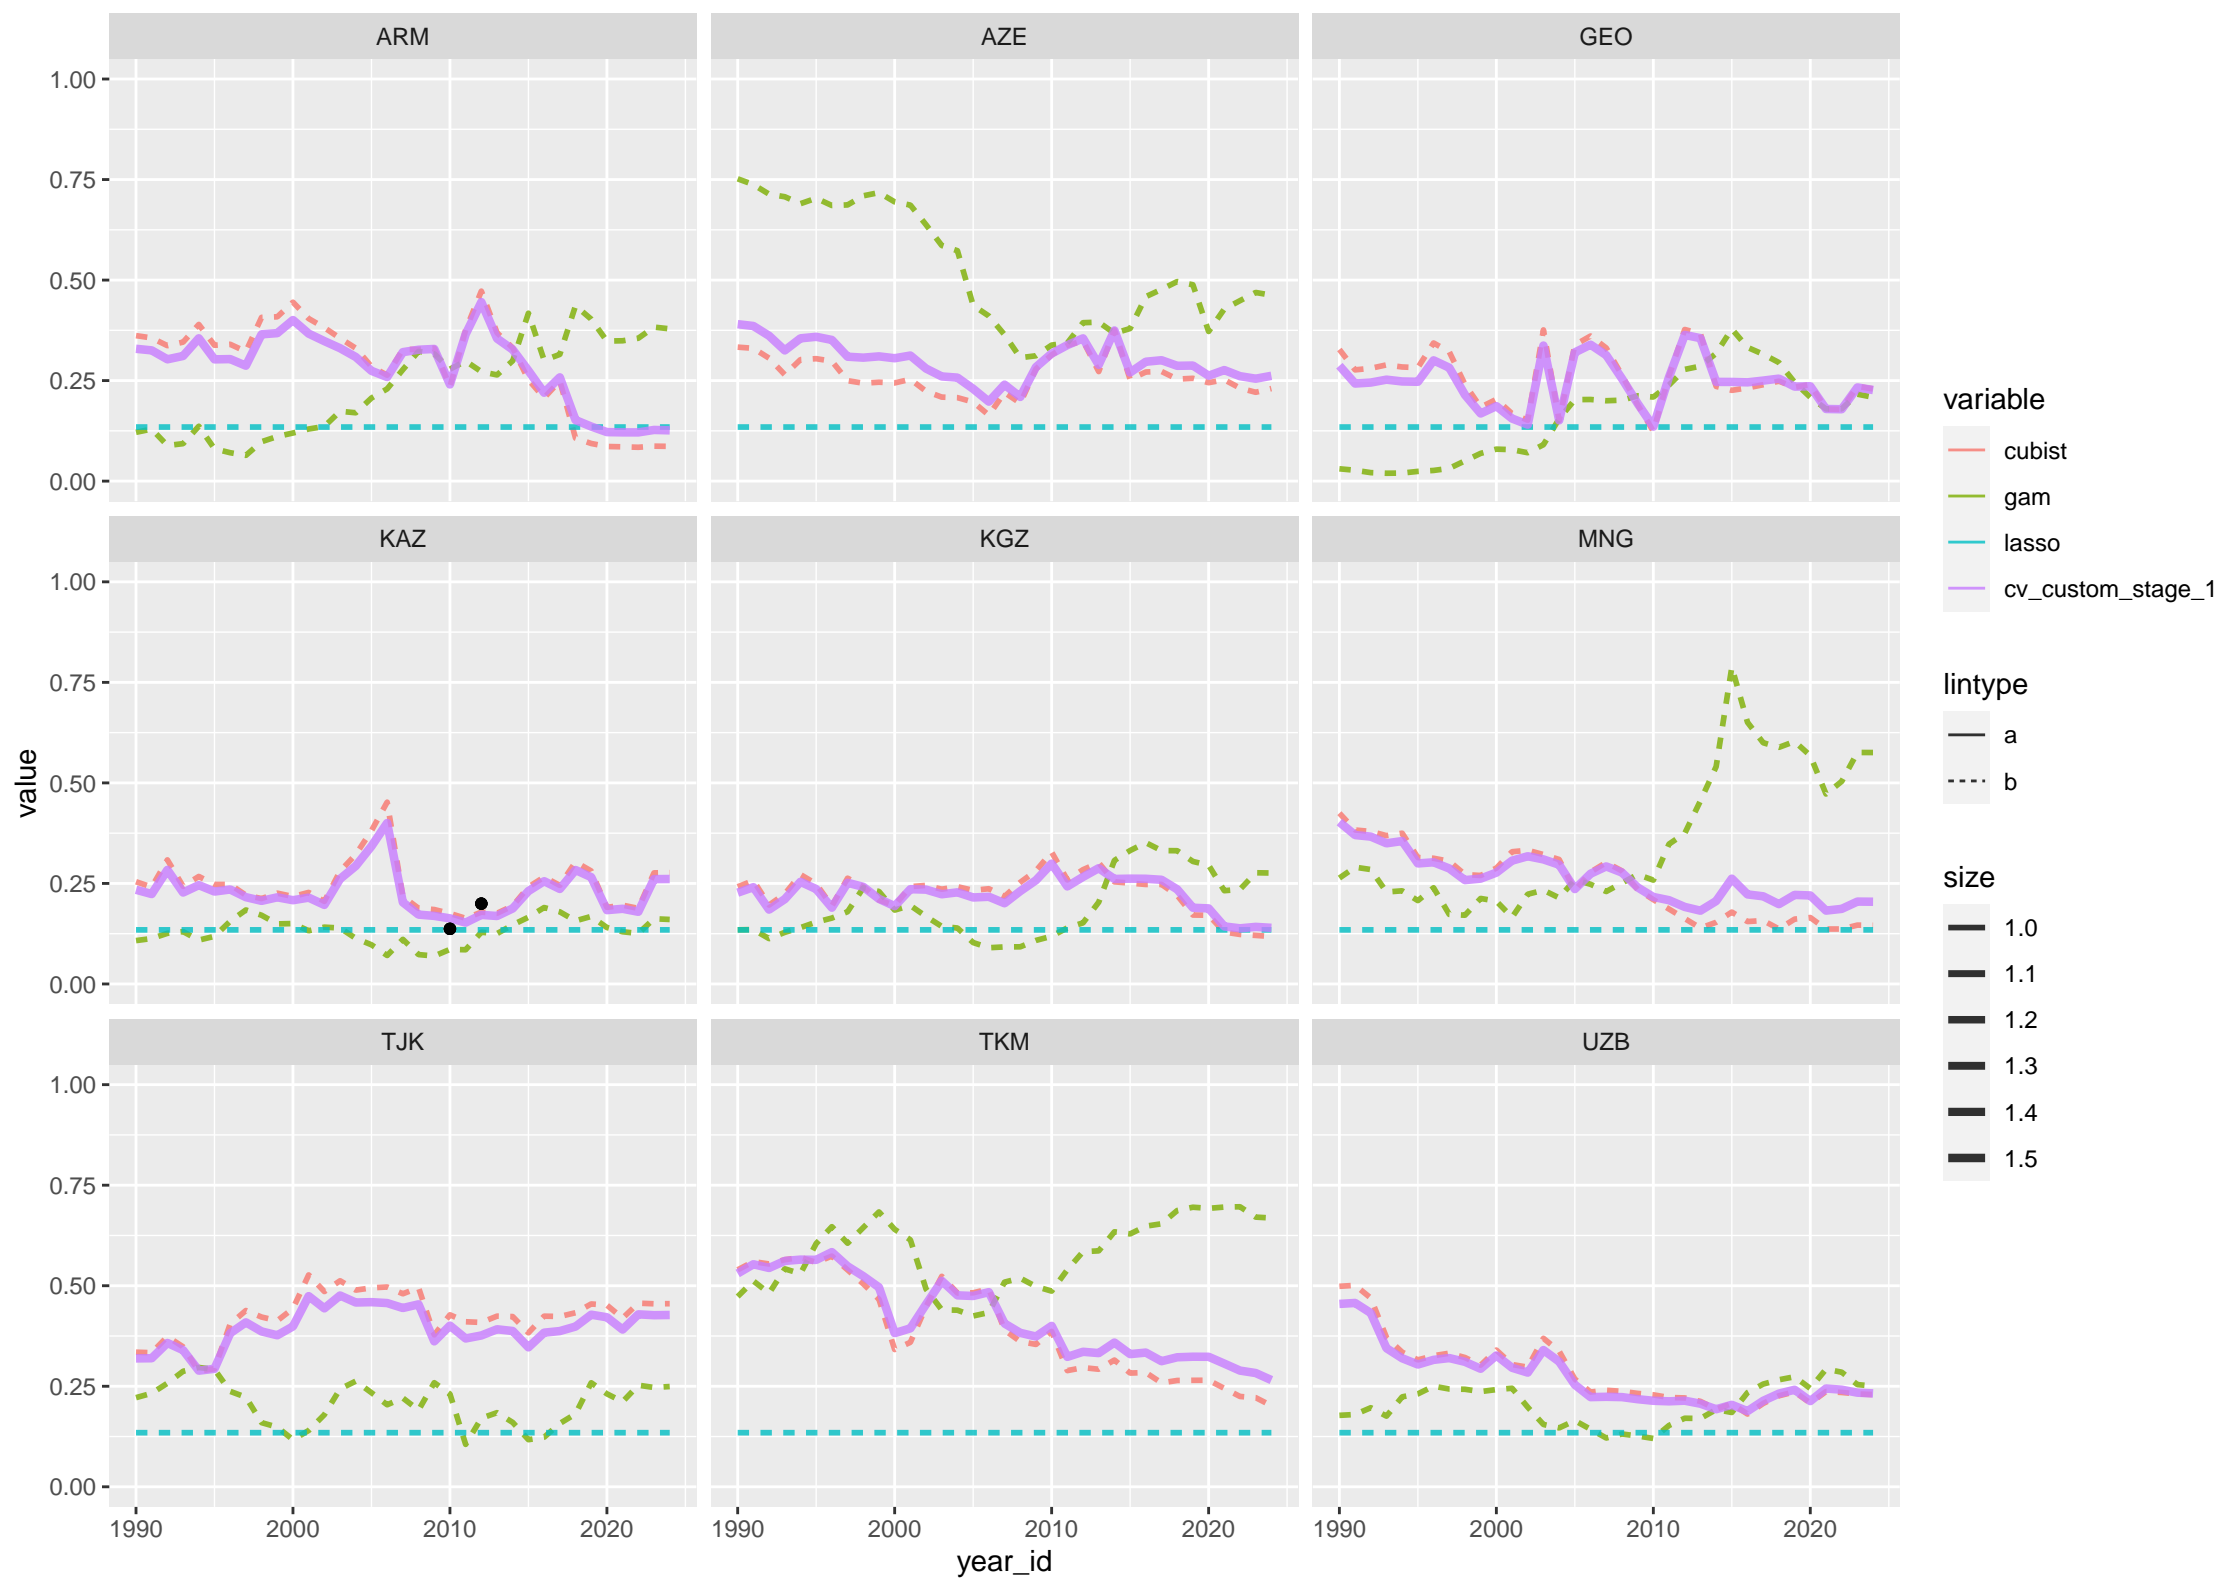 ARM
AZE
GEO
1.00
0.75
0.50
0.25
0.00
KAZ
KGZ
MNG
1.00
0.75
0.50
0.25
0.00
TJK
TKM
UZB
1.00
0.75
0.50
0.25
0.00
1990 2000 2010 2020
1990 2000 2010 2020
1990 2000 2010 2020
year_id
value
variable
cubist
gam
lasso
cv_custom_stage_1
lintype
a
b
size
1.0
1.1
1.2
1.3
1.4
1.5